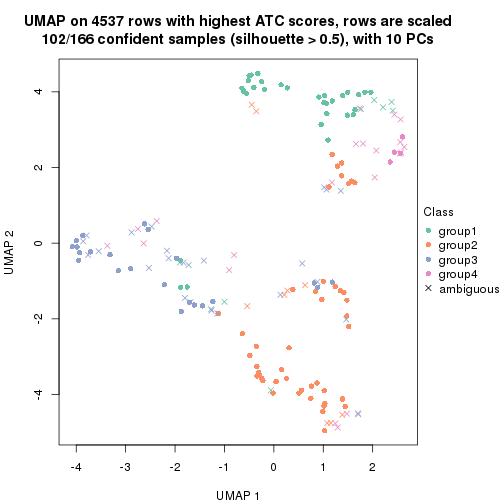 UMAP on 4537 rows with highest ATC scores, rows are scaled
102/166 confident samples (silhouette > 0.5), with 10 PCs
4
2
0
-2
-4
UMAP 2
-4
-3
-2
-1
0
1
2
UMAP 1
Class
group1
group2
group3
group4
ambiguous